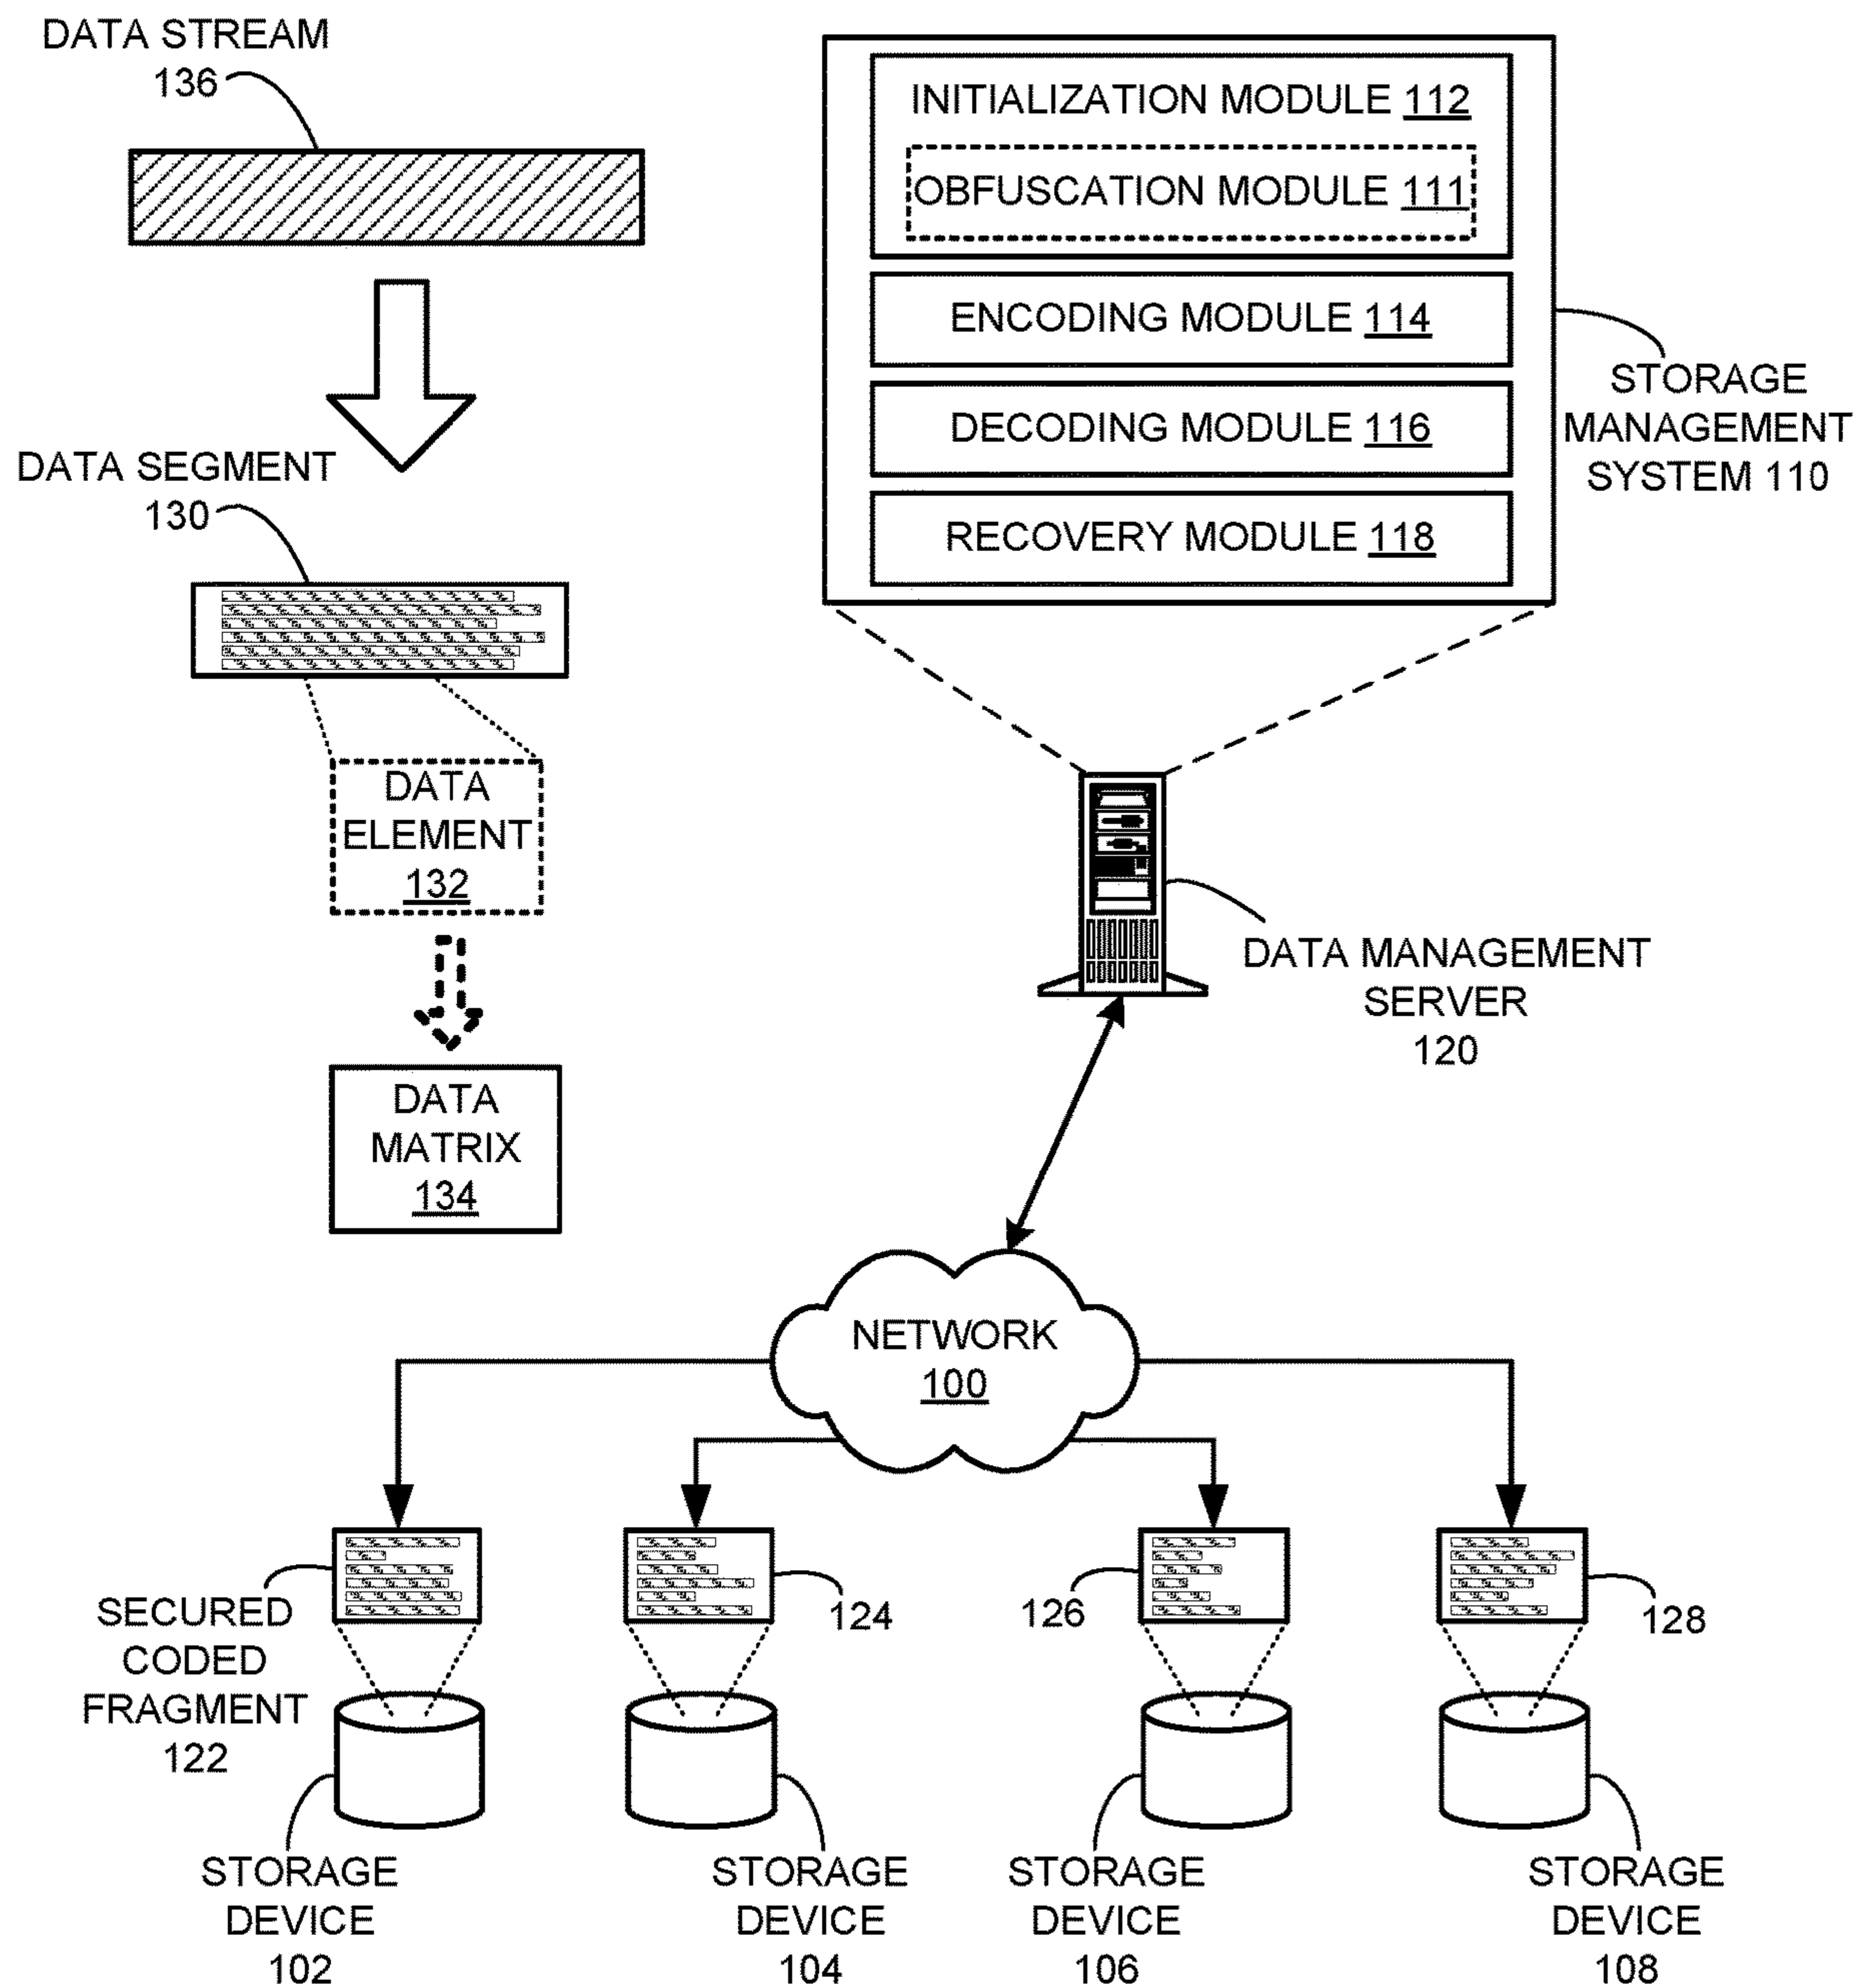 DATA STREAM
136
INITIALIZATION MODULE 112
OBFUSCATION MODULE 111
ENCODING MODULE 114
DECODING MODULE 116
RECOVERY MODULE 118
STORAGE
MANAGEMENT
SYSTEM 110
DATA SEGMENT
130
DATA
ELEMENT
132
DATA
MATRIX
134
DATA MANAGEMENT
SERVER
120
NETWORK
100
SECURED
CODED
FRAGMENT
122
124
126
128
STORAGE
DEVICE
102
STORAGE
DEVICE
104
STORAGE
DEVICE
106
STORAGE
DEVICE
108